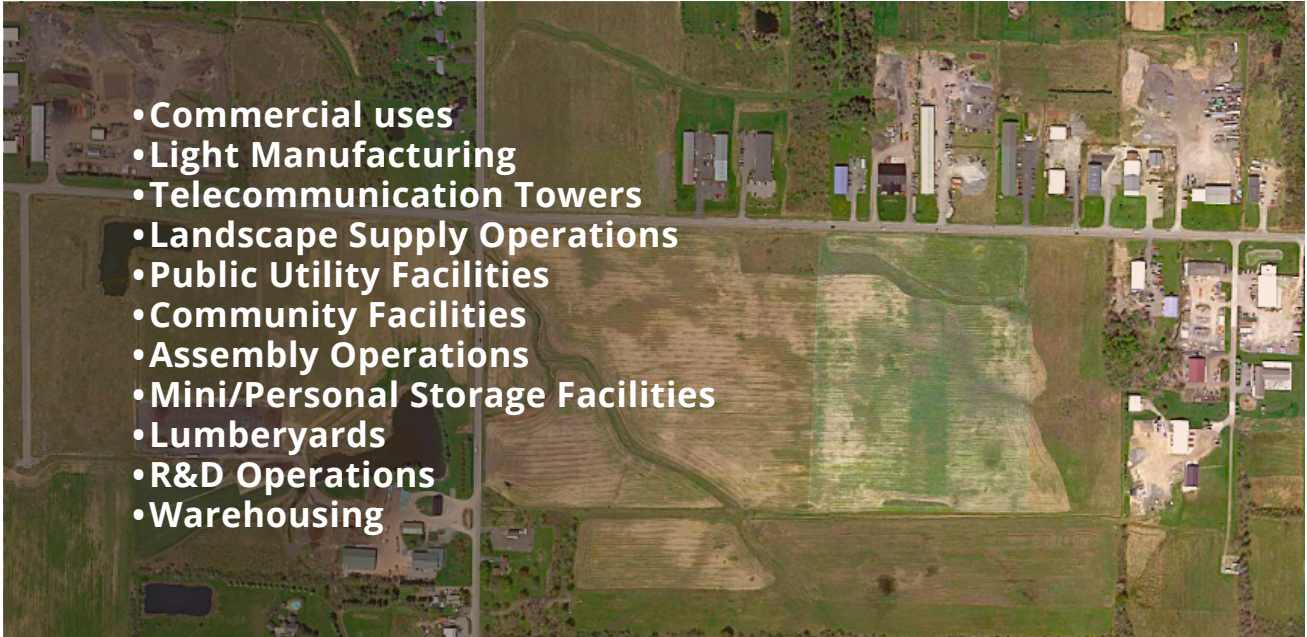 •Commercial uses
•Light Manufacturing
•Telecommunication Towers
•Landscape Supply Operations
•Public Utility Facilities
•Community Facilities
•Assembly Operations
•Mini/Personal Storage Facilities
•Lumberyards
•R&D Operations
•Warehousing